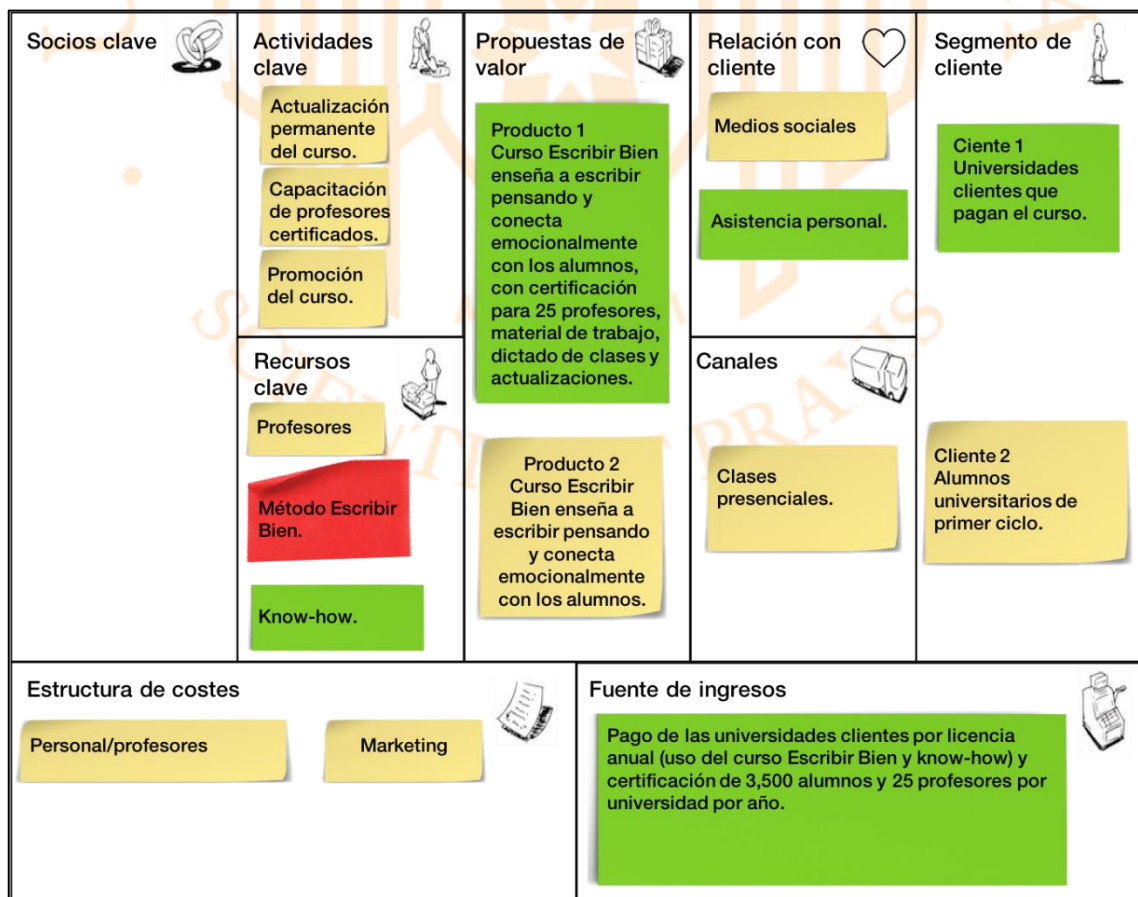 Socios clave
Actividades
clave
Actualización
permanente
del curso.
Capacitación
de profesores
certificados.
Promoción
del curso.
Recursos
clave
Profesores
Método Escribir
Bien.
Know-how.
Propuestas de
valor
Producto 1
Curso Escribir Bien
enseña a escribir
pensando y
conecta
emocionalmente
con los alumnos,
con certificación
para 25 profesores,
material de trabajo,
dictado de clases y
actualizaciones.
Producto 2
Curso Escribir
Bien enseña a
escribir pensando
y conecta
emocionalmente
con los alumnos.
Relación con
cliente
Medios sociales
Asistencia personal.
Canales
Clases
presenciales.
Segmento de
cliente
Ciente 1
Universidades
clientes que
pagan el curso.
Cliente 2
Alumnos
universitarios de
primer ciclo.
Estructura de costes
Personal/profesores
Marketing
Fuente de ingresos
Pago de las universidades clientes por licencia
anual (uso del curso Escribir Bien y know-how) y
certificación de 3,500 alumnos y 25 profesores por
universidad por año.